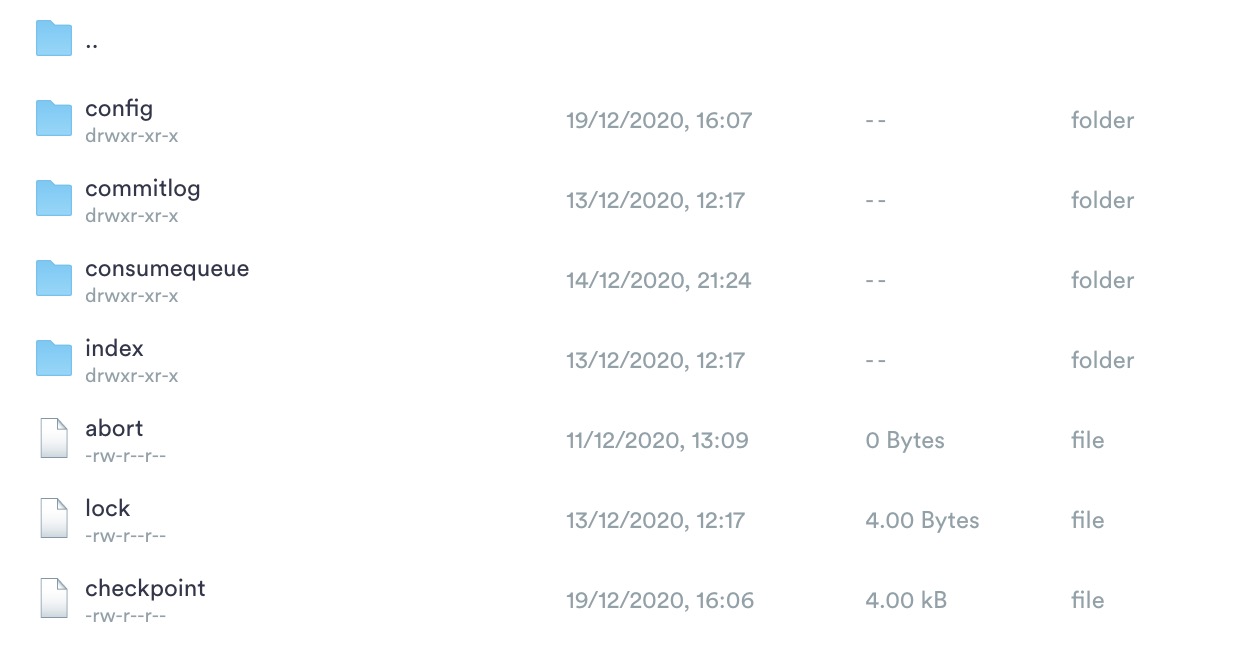 ..
config
drwxr-xr-x
19/12/2020, 16:07
--
folder
commitlog
drwxr-xr-x
13/12/2020, 12:17
--
folder
consumequeue
drwxr-xr-x
14/12/2020, 21:24
--
folder
index
drwxr-xr-x
13/12/2020, 12:17
--
folder
abort
-rw-r--r--
11/12/2020, 13:09
0 Bytes
file
lock
-rw-r--r--
13/12/2020, 12:17
4.00 Bytes
file
checkpoint
-rw-r--r--
19/12/2020, 16:06
4.00 kB
file